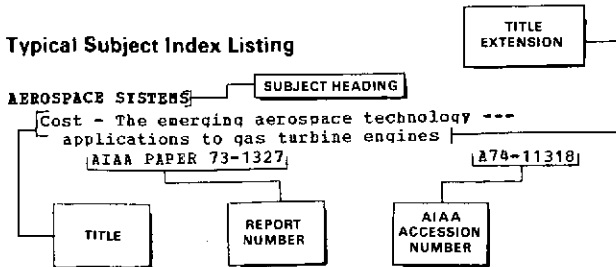 TITLE
EXTENSION
Typical Subject Index Listing
SUBJECT HEADING
AEROSPACE SYSTEMS
Cost - The emerging aerospace technology ---
applications to gas turbine engines
AIAA PAPER 73-1327 A74-11318
TITLE
REPORT
NUMBER
AIAA
ACCESSION
NUMBER